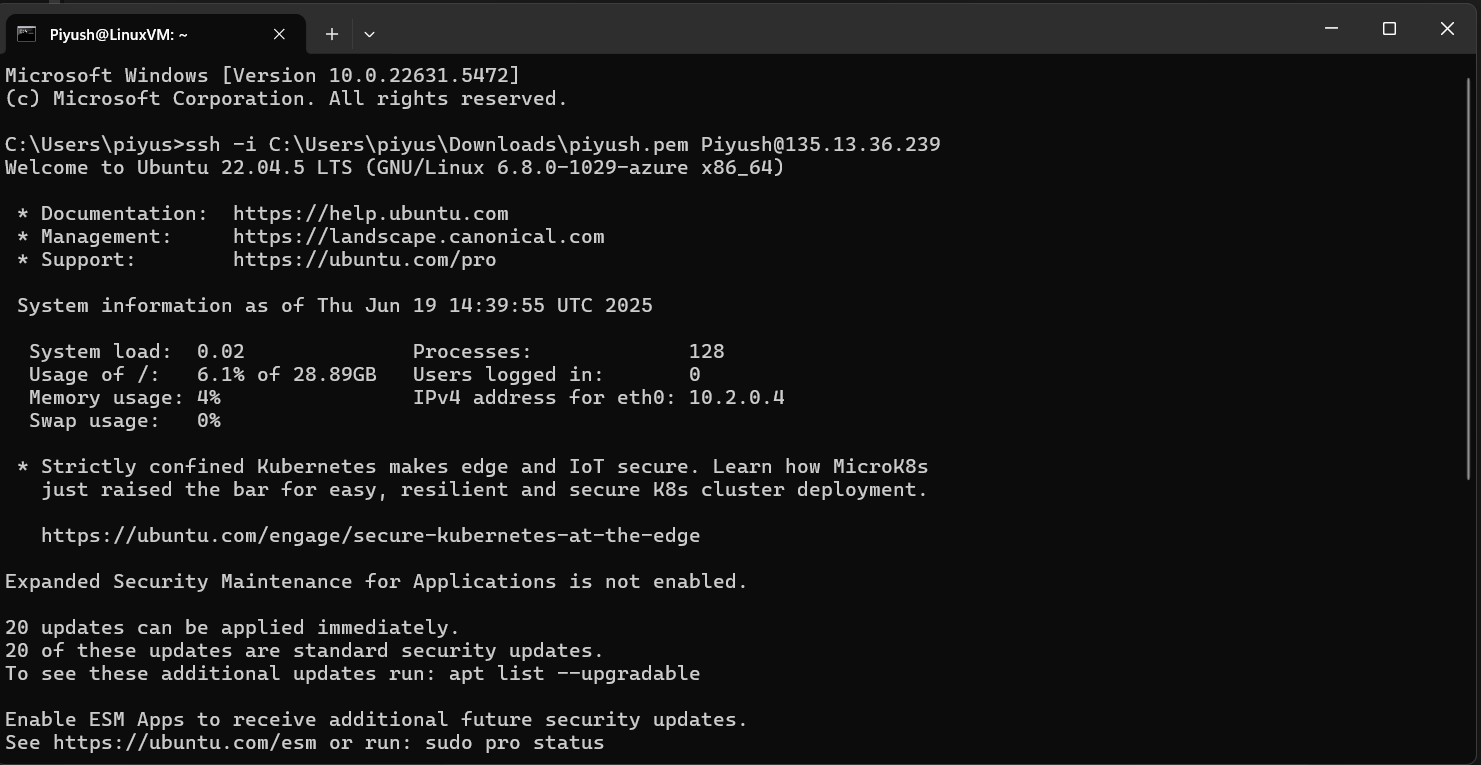 Piyush@LinuxVM: ~
Microsoft Windows [Version 10.0.22631.5472]
(c) Microsoft Corporation. All rights reserved.
C:\Users\piyus>ssh -i C:\Users\piyus\Downloads\piyush.pem Piyush@135.13.36.239
Welcome to Ubuntu 22.04.5 LTS (GNU/Linux 6.8.0-1029-azure x86_64)
* Documentation:  https://help.ubuntu.com
* Management:     https://landscape.canonical.com
* Support:        https://ubuntu.com/pro
System information as of Thu Jun 19 14:39:55 UTC 2025
System load:  0.02              Processes:             128
Usage of /:   6.1% of 28.89GB   Users logged in:       0
Memory usage: 4%                IPv4 address for eth0: 10.2.0.4
Swap usage:   0%
* Strictly confined Kubernetes makes edge and IoT secure. Learn how MicroK8s
just raised the bar for easy, resilient and secure K8s cluster deployment.
https://ubuntu.com/engage/secure-kubernetes-at-the-edge
Expanded Security Maintenance for Applications is not enabled.
20 updates can be applied immediately.
20 of these updates are standard security updates.
To see these additional updates run: apt list --upgradable
Enable ESM Apps to receive additional future security updates.
See https://ubuntu.com/esm or run: sudo pro status